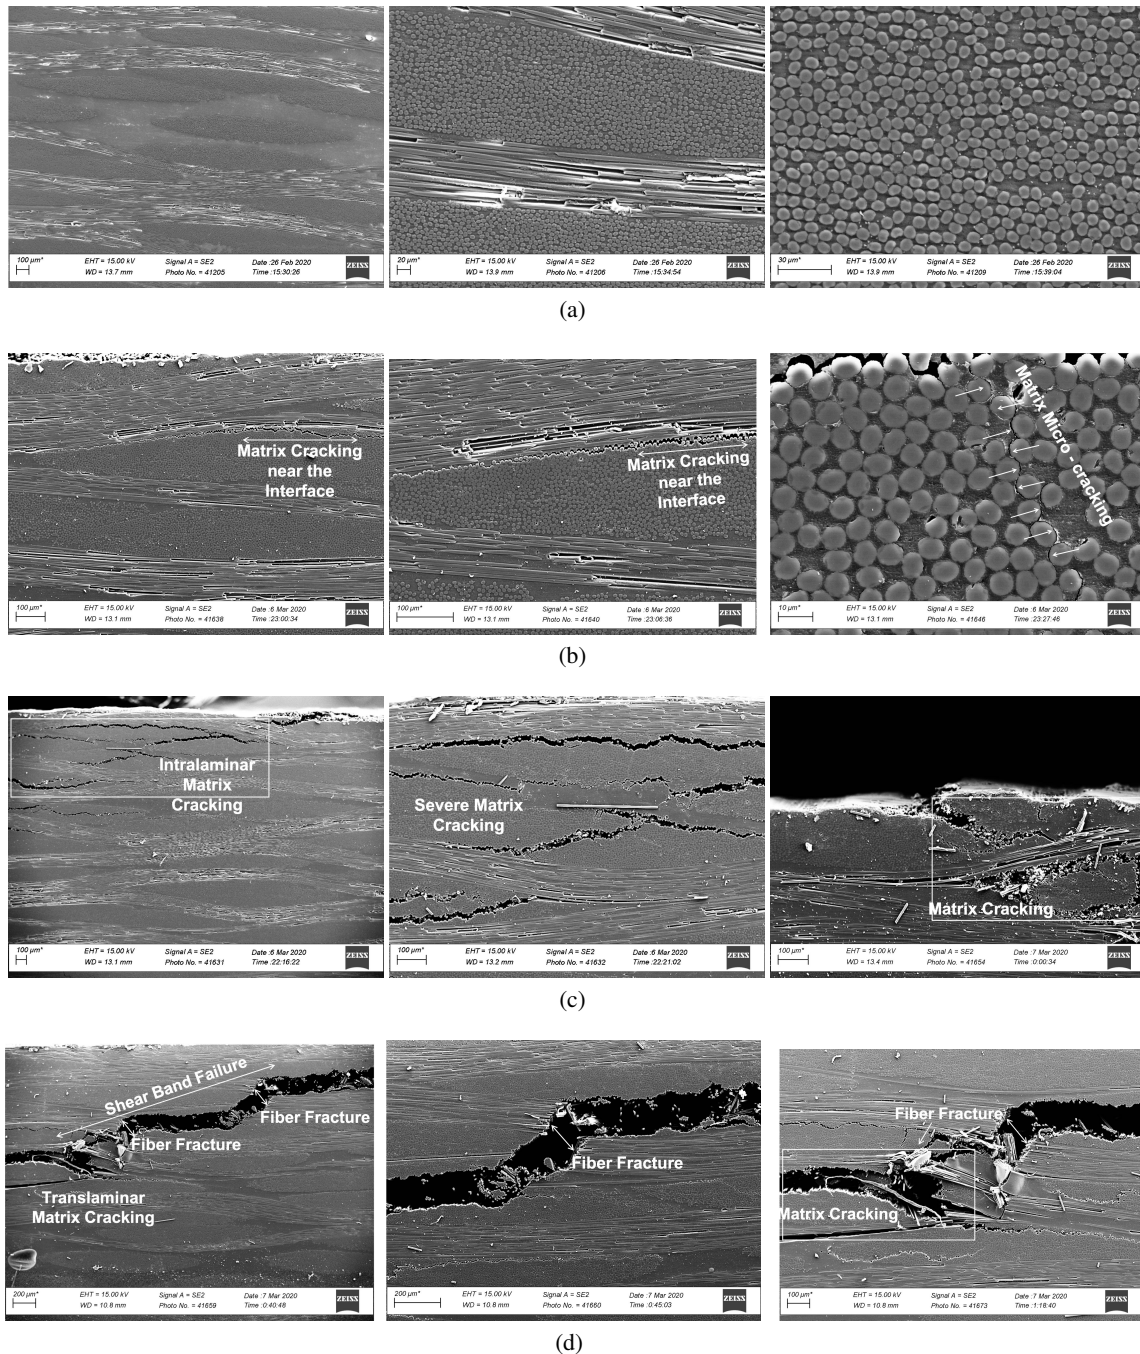 100 µm*
EHT = 15.00 kV
Signal A = SE2
Date :26 Feb 2020
WD = 13.7 mm
Photo No. = 41205
Time :15:30:26
ZEISS
20 µm*
EHT = 15.00 kV
Signal A = SE2
Date :26 Feb 2020
WD = 13.9 mm
Photo No. = 41206
Time :15:34:54
ZEISS
30 µm*
EHT = 15.00 kV
Signal A = SE2
Date :26 Feb 2020
WD = 13.9 mm
Photo No. = 41209
Time :15:39:04
ZEISS
(a)
Matrix Cracking
near the
Interface
100 µm*
EHT = 15.00 kV
Signal A = SE2
Date :6 Mar 2020
WD = 13.1 mm
Photo No. = 41638
Time :23:00:34
ZEISS
Matrix Cracking
near the
Interface
100 µm*
EHT = 15.00 kV
Signal A = SE2
Date :6 Mar 2020
WD = 13.1 mm
Photo No. = 41640
Time :23:06:36
ZEISS
Matrix Micro - cracking
10 µm*
EHT = 15.00 kV
Signal A = SE2
Date :6 Mar 2020
WD = 13.1 mm
Photo No. = 41646
Time :23:27:46
ZEISS
(b)
Intralaminar
Matrix
Cracking
100 µm*
EHT = 15.00 kV
Signal A = SE2
Date :6 Mar 2020
WD = 13.1 mm
Photo No. = 41631
Time :22:16:22
ZEISS
Severe Matrix
Cracking
100 µm*
EHT = 15.00 kV
Signal A = SE2
Date :6 Mar 2020
WD = 13.2 mm
Photo No. = 41632
Time :22:21:02
ZEISS
Matrix Cracking
100 µm*
EHT = 15.00 kV
Signal A = SE2
Date :7 Mar 2020
WD = 13.4 mm
Photo No. = 41654
Time :0:00:34
ZEISS
(c)
Shear Band Failure
Fiber Fracture
Fiber Fracture
Translaminar
Matrix Cracking
200 µm*
EHT = 15.00 kV
Signal A = SE2
Date :7 Mar 2020
WD = 10.8 mm
Photo No. = 41659
Time :0:40:48
ZEISS
Fiber Fracture
200 µm*
EHT = 15.00 kV
Signal A = SE2
Date :7 Mar 2020
WD = 10.8 mm
Photo No. = 41660
Time :0:45:03
ZEISS
Fiber Fracture
Matrix Cracking
100 µm*
EHT = 15.00 kV
Signal A = SE2
Date :7 Mar 2020
WD = 10.8 mm
Photo No. = 41673
Time :1:18:40
ZEISS
(d)